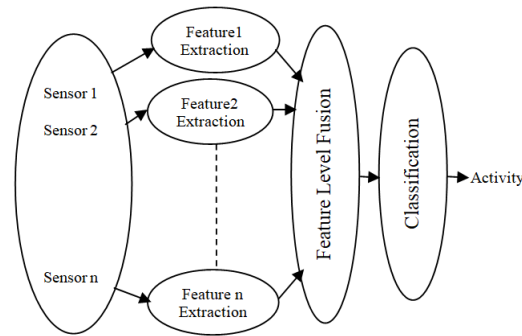 Feature1
Extraction
Sensor 1
Feature2
Extraction
Sensor 2
Feature Level Fusion
Classification
Activity
Sensor n
Feature n
Extraction